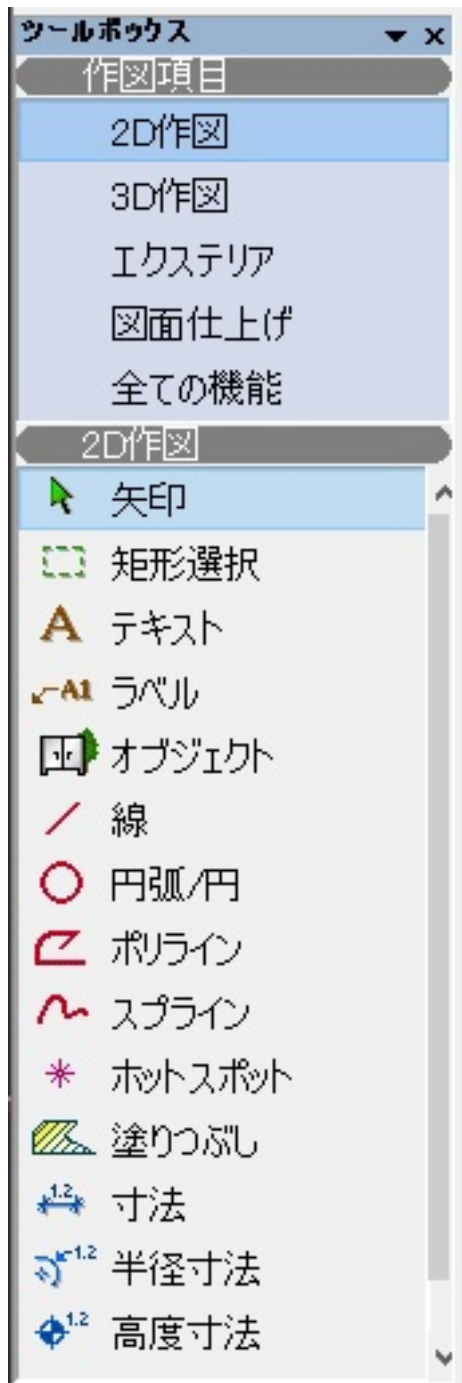 ツールボックス
作図項目
2D作図
3D作図
エクステリア
図面仕上げ
全ての機能
2D作図
矢印
矩形選択
A テキスト
A1 ラベル
オブジェクト
線
円弧/円
ポリライン
スプライン
ホットスポット
塗りつぶし
1.2 寸法
1.2 半径寸法
1.2 高度寸法